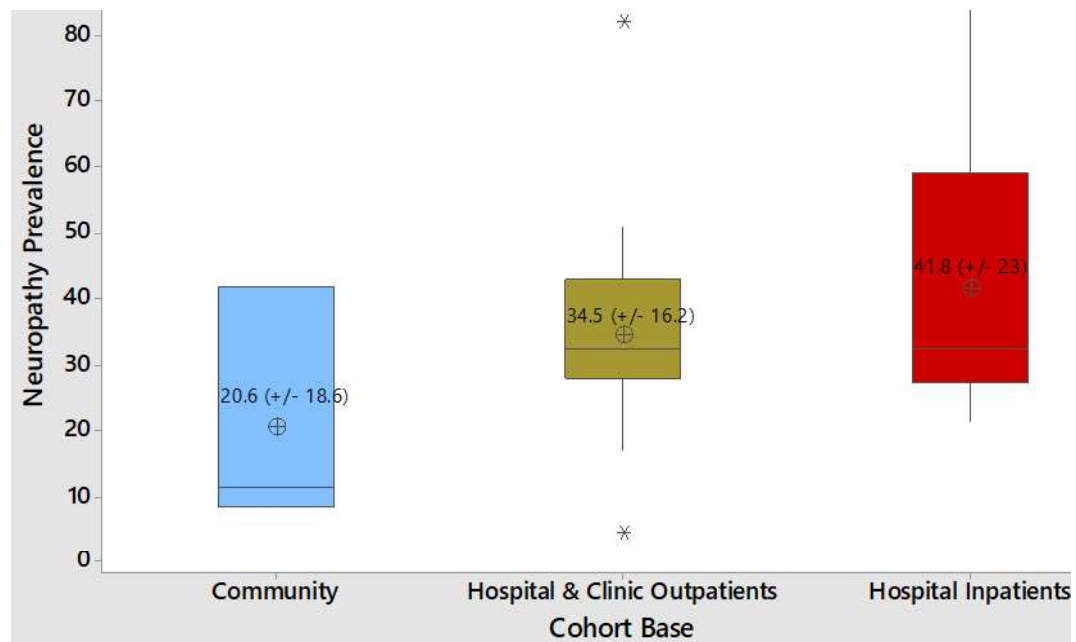 80
70
60
50
40
30
20
10
0
Neuropathy Prevalence
20.6 (+/- 18.6)
34.5 (+/- 16.2)
41.8 (+/- 23)
Community
Hospital & Clinic Outpatients
Hospital Inpatients
Cohort Base